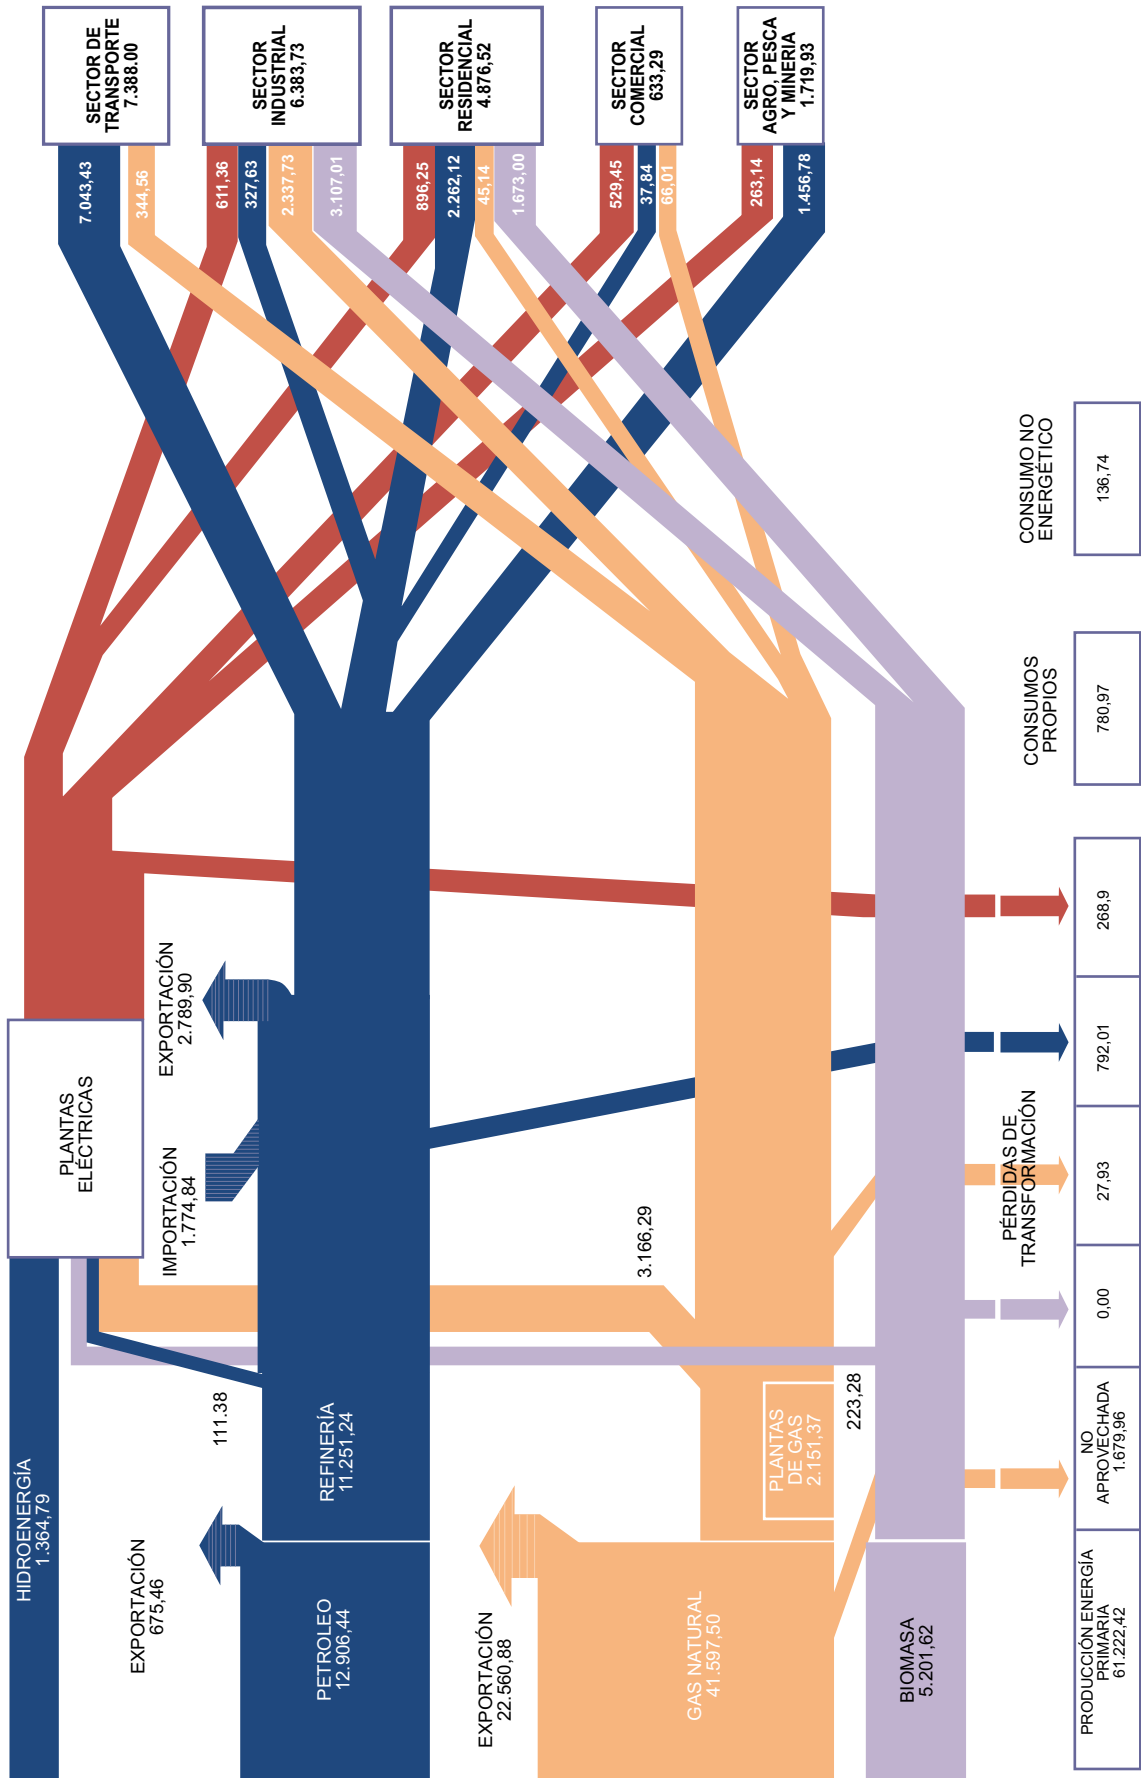 HIDROENERGÍA
1.364,79
PLANTAS
ELÉCTRICAS
EXPORTACIÓN
675,46
111.38
IMPORTACIÓN
1.774,84
EXPORTACIÓN
2.789,90
PETROLEO
12.906,44
REFINERÍA
11.251,24
EXPORTACIÓN
22.560,88
3.166,29
GAS NATURAL
41.597,50
PLANTAS
DE GAS
2.151,37
223,28
BIOMASA
5.201,62
7.043,43
344,56
SECTOR DE
TRANSPORTE
7.388.00
611,36
327,63
2.337,73
3.107,01
SECTOR
INDUSTRIAL
6.383,73
896,25
2.262,12
45,14
1.673,00
SECTOR
RESIDENCIAL
4.876,52
529,45
37,84
66,01
SECTOR
COMERCIAL
633,29
263,14
1.456,78
SECTOR
AGRO, PESCA
Y MINERIA
1.719,93
PÉRDIDAS DE
TRANSFORMACIÓN
CONSUMOS
PROPIOS
CONSUMO NO
ENERGÉTICO
PRODUCCIÓN ENERGÍA
PRIMARIA
61.222,42
NO
APROVECHADA
1.679,96
0,00
27,93
792,01
268,9
780,97
136,74